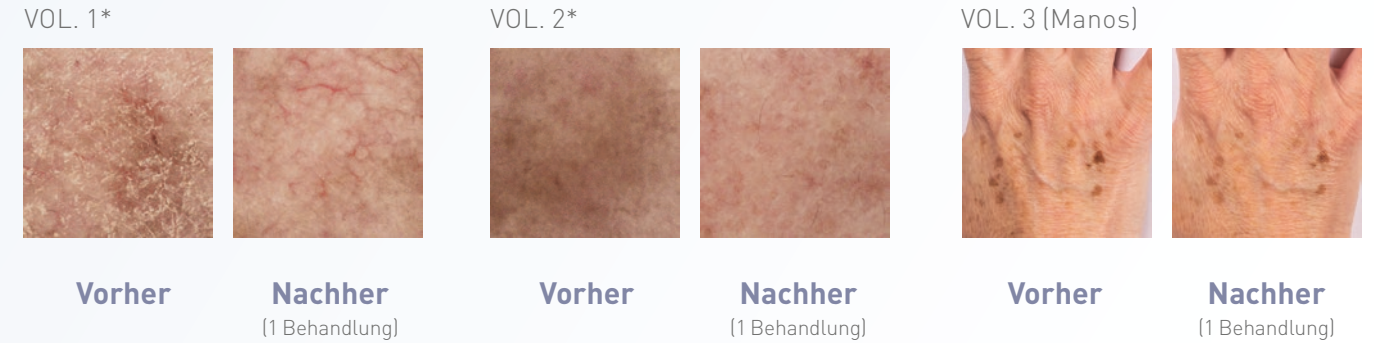 VOL. 1*
VOL. 2*
VOL. 3 (Manos)
Vorher
Nachher
(1 Behandlung)
Vorher
Nachher
(1 Behandlung)
Vorher
Nachher
(1 Behandlung)